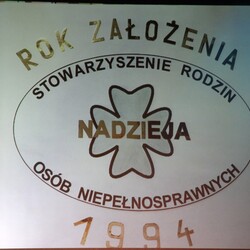 ROK ZAŁOŻENIA
STOWARZYSZENIE RODZIN
NADZIEJA
OSÓB NIEPEŁNOSPRAWNYCH
1994